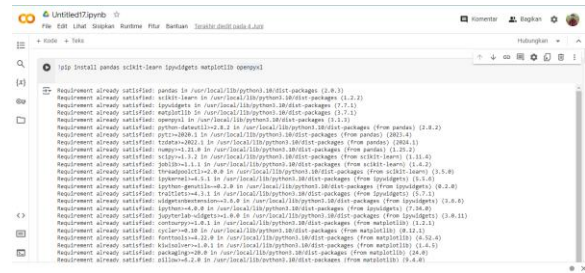 Untitled17.ipynb
File Edit Lihat Sisipkan Runtime Fitur Bantuan Terakhir diedit pada 4 Juni
Komentar Bagikan
+ Kode + Teks
Hubungkan
!pip install pandas scikit-learn ipywidgets matplotlib openpyxl
Requirement already satisfied: pandas in /usr/local/lib/python3.10/dist-packages (2.0.3)
Requirement already satisfied: scikit-learn in /usr/local/lib/python3.10/dist-packages (1.2.2)
Requirement already satisfied: ipywidgets in /usr/local/lib/python3.10/dist-packages (7.7.1)
Requirement already satisfied: matplotlib in /usr/local/lib/python3.10/dist-packages (3.7.1)
Requirement already satisfied: openpyxl in /usr/local/lib/python3.10/dist-packages (3.1.3)
Requirement already satisfied: python-dateutil>=2.8.2 in /usr/local/lib/python3.10/dist-packages (from pandas) (2.8.2)
Requirement already satisfied: pytz>=2020.1 in /usr/local/lib/python3.10/dist-packages (from pandas) (2023.4)
Requirement already satisfied: tzdata>=2022.1 in /usr/local/lib/python3.10/dist-packages (from pandas) (2024.1)
Requirement already satisfied: numpy>=1.21.0 in /usr/local/lib/python3.10/dist-packages (from pandas) (1.25.2)
Requirement already satisfied: scipy>=1.3.2 in /usr/local/lib/python3.10/dist-packages (from scikit-learn) (1.11.4)
Requirement already satisfied: joblib>=1.1.1 in /usr/local/lib/python3.10/dist-packages (from scikit-learn) (1.4.2)
Requirement already satisfied: threadpoolctl>=2.0.0 in /usr/local/lib/python3.10/dist-packages (from scikit-learn) (3.5.0)
Requirement already satisfied: ipykernel>=4.5.1 in /usr/local/lib/python3.10/dist-packages (from ipywidgets) (5.5.6)
Requirement already satisfied: ipython-genutils~=0.2.0 in /usr/local/lib/python3.10/dist-packages (from ipywidgets) (0.2.0)
Requirement already satisfied: traitlets>=4.3.1 in /usr/local/lib/python3.10/dist-packages (from ipywidgets) (5.7.1)
Requirement already satisfied: widgetsnbextension~=3.6.0 in /usr/local/lib/python3.10/dist-packages (from ipywidgets) (3.6.6)
Requirement already satisfied: ipython>=4.0.0 in /usr/local/lib/python3.10/dist-packages (from ipywidgets) (7.34.0)
Requirement already satisfied: jupyterlab-widgets>=1.0.0 in /usr/local/lib/python3.10/dist-packages (from ipywidgets) (3.0.11)
Requirement already satisfied: contourpy>=1.0.1 in /usr/local/lib/python3.10/dist-packages (from matplotlib) (1.2.1)
Requirement already satisfied: cycler>=0.10 in /usr/local/lib/python3.10/dist-packages (from matplotlib) (0.12.1)
Requirement already satisfied: fonttools>=4.22.0 in /usr/local/lib/python3.10/dist-packages (from matplotlib) (4.52.4)
Requirement already satisfied: kiwisolver>=1.0.1 in /usr/local/lib/python3.10/dist-packages (from matplotlib) (1.4.5)
Requirement already satisfied: packaging>=20.0 in /usr/local/lib/python3.10/dist-packages (from matplotlib) (24.0)
Requirement already satisfied: pillow>=6.2.0 in /usr/local/lib/python3.10/dist-packages (from matplotlib) (9.4.0)